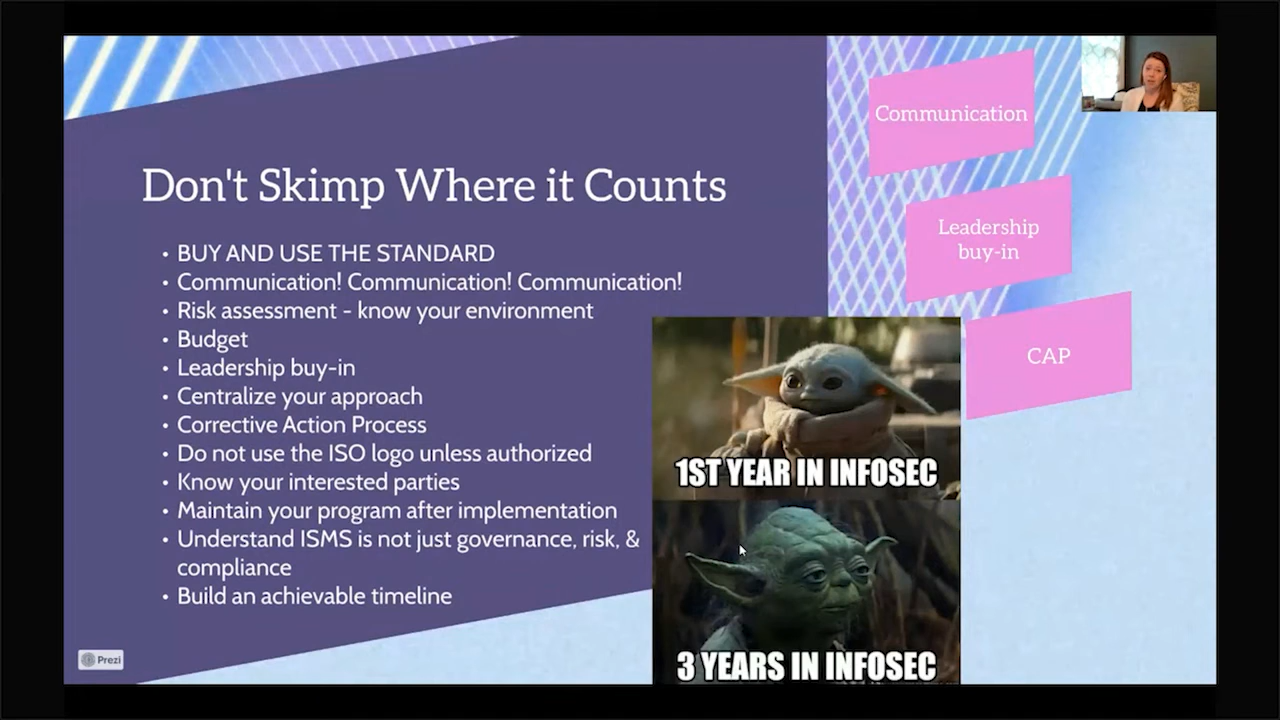 Don't Skimp Where it Counts
• BUY AND USE THE STANDARD
• Communication! Communication! Communication!
• Risk assessment - know your environment
• Budget
• Leadership buy-in
• Centralize your approach
• Corrective Action Process
• Do not use the ISO logo unless authorized
• Know your interested parties
• Maintain your program after implementation
• Understand ISMS is not just governance, risk, &
compliance
• Build an achievable timeline
Communication
Leadership
buy-in
CAP
1ST YEAR IN INFOSEC
3 YEARS IN INFOSEC
Prezi